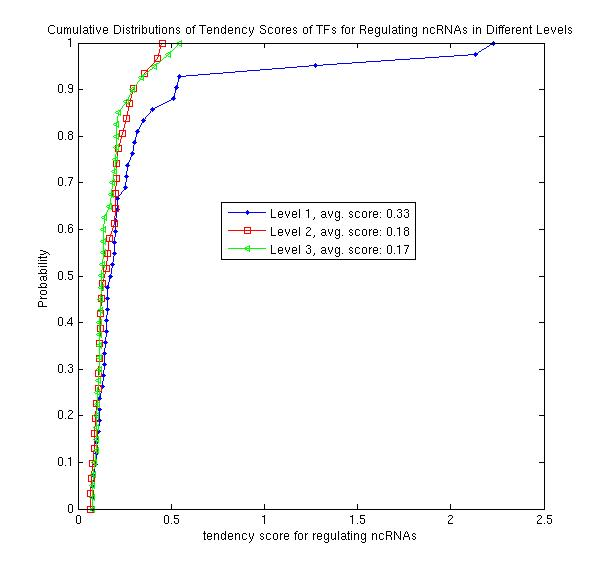 Cumulative Distributions of Tendency Scores of TFs for Regulating ncRNAs in Different Levels
1
0.9
0.8
0.7
0.6
0.5
0.4
0.3
0.2
0.1
0
Probability
Level 1, avg. score: 0.33
Level 2, avg. score: 0.18
Level 3, avg. score: 0.17
0 0.5 1 1.5 2 2.5
tendency score for regulating ncRNAs